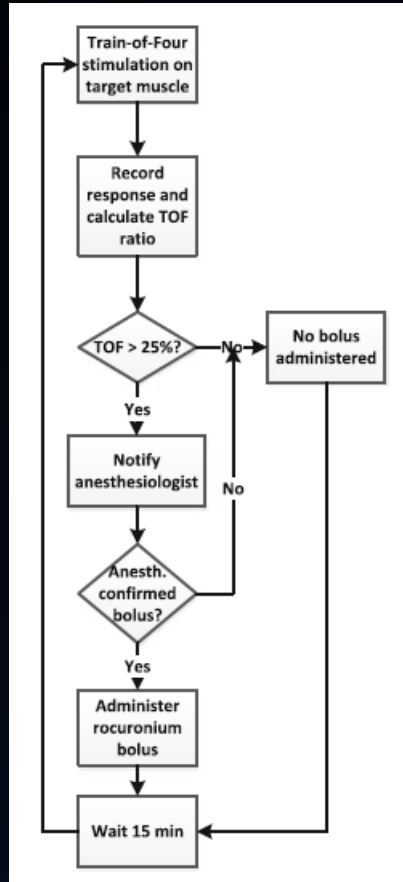 Train-of-Four
stimulation on
target muscle
Record
response and
calculate TOF
ratio
TOF > 25%?
No
No bolus
administered
Yes
Notify
anesthesiologist
No
Anesth.
confirmed
bolus?
Yes
Administer
rocuronium
bolus
Wait 15 min